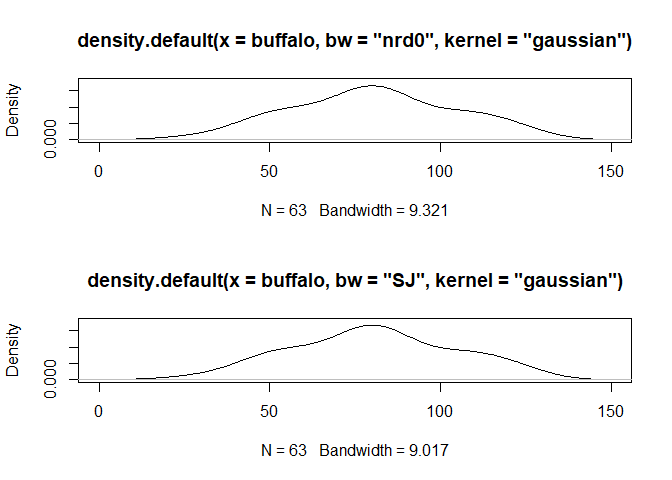 density.default(x = buffalo, bw = "nrd0", kernel = "gaussian")
Density
0.000
0 50 100 150
N = 63 Bandwidth = 9.321
density.default(x = buffalo, bw = "SJ", kernel = "gaussian")
Density
0.000
0 50 100 150
N = 63 Bandwidth = 9.017